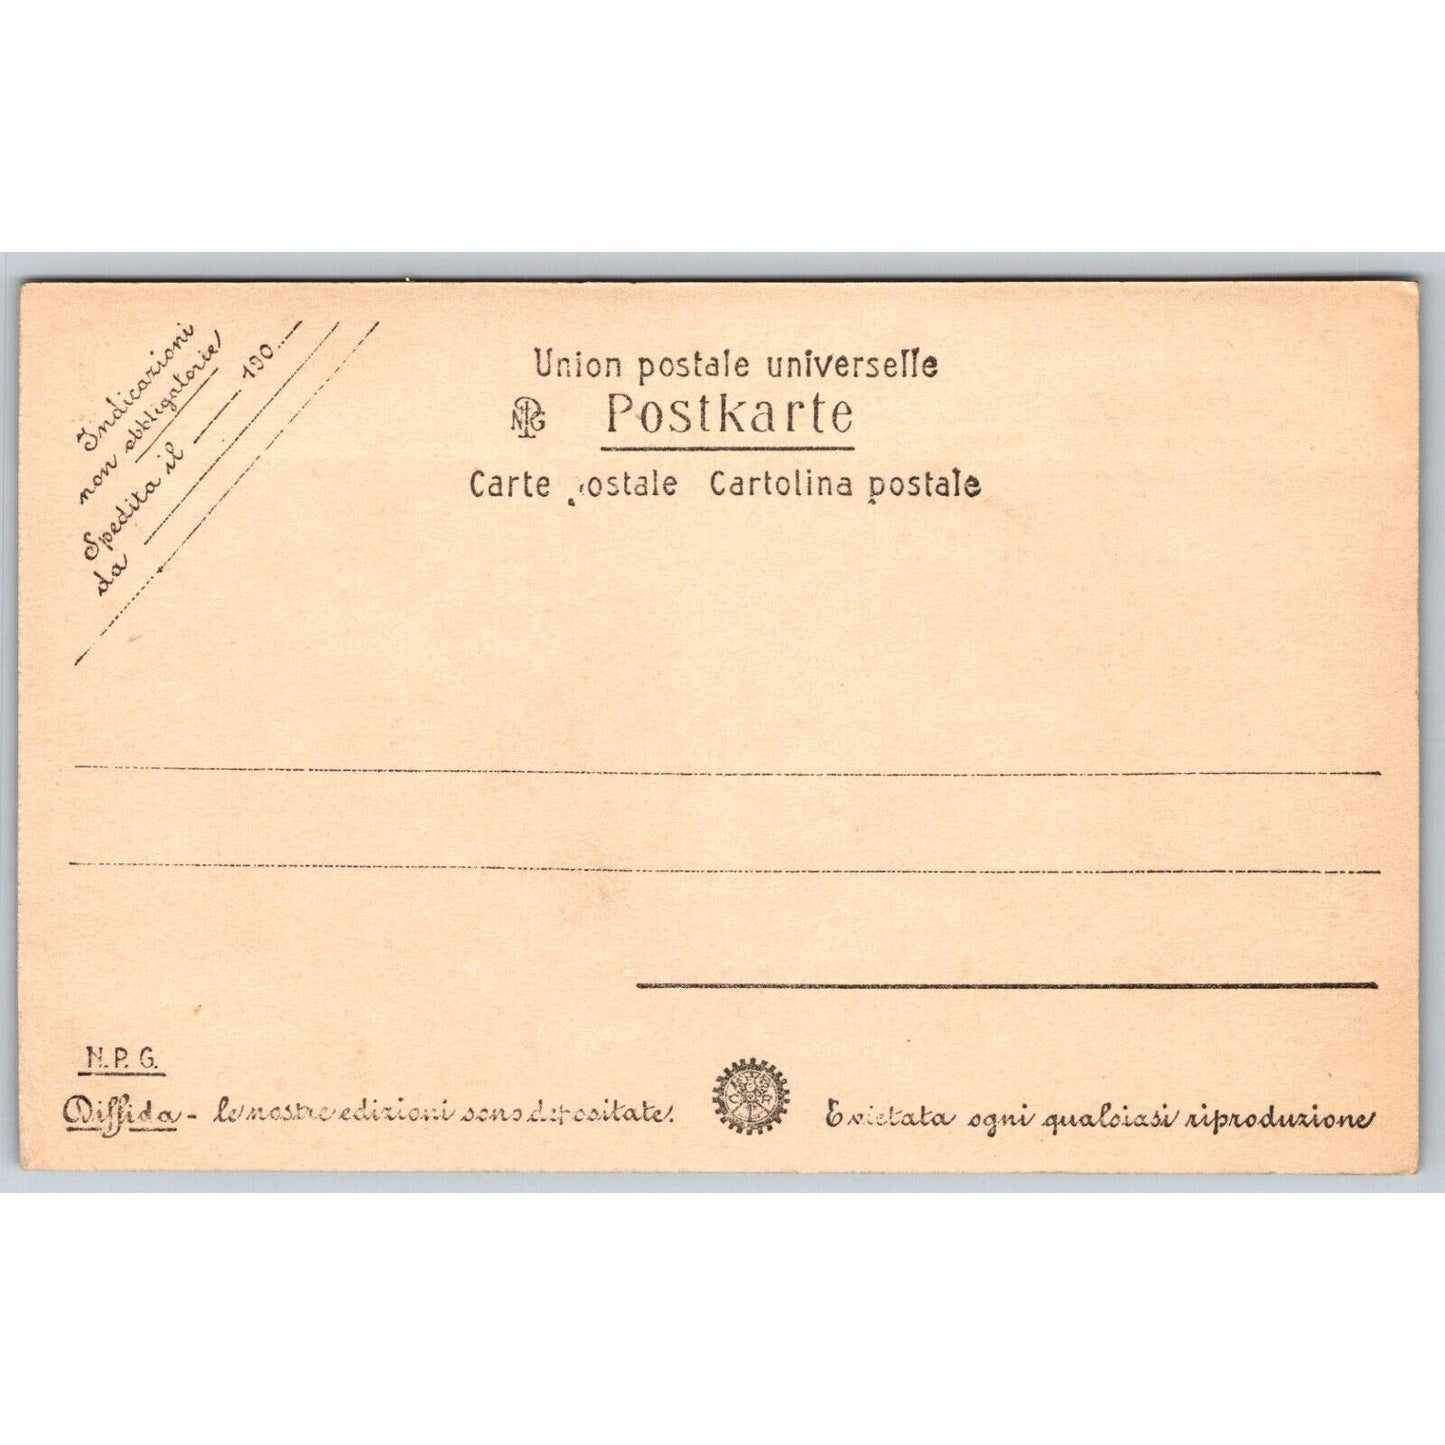 Indicazioni
non obbligatorie
Spedita il 190...
da
Union postale universelle
NPG Postkarte
Carte postale Cartolina postale
N.P.G.
Diffida - le nostre edizioni sono depositate.
E vietata ogni qualsiasi riproduzione